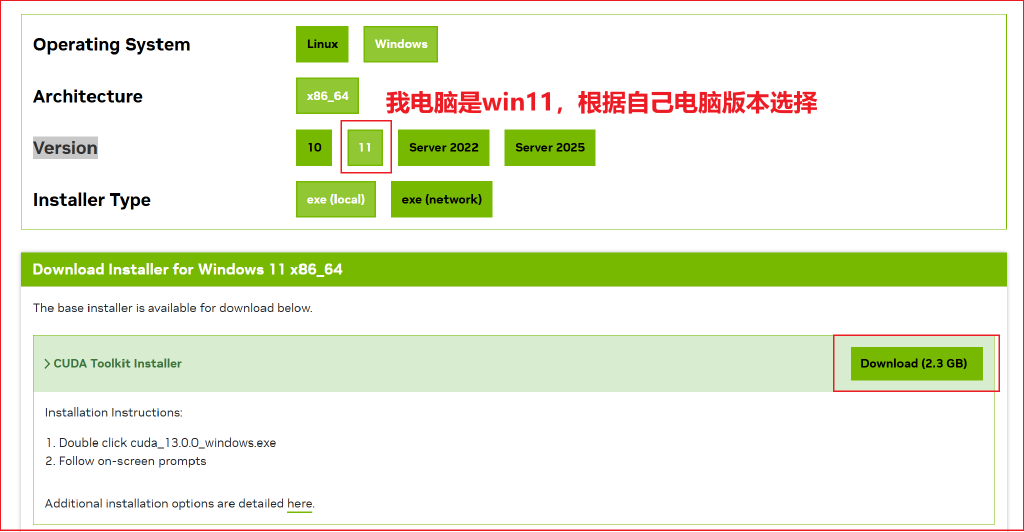 Operating System Linux Windows
Architecture x86_64 我电脑是win11，根据自己电脑版本选择
Version 10 11 Server 2022 Server 2025
Installer Type exe (local) exe (network)
Download Installer for Windows 11 x86_64
The base installer is available for download below.
CUDA Toolkit Installer Download (2.3 GB)
Installation Instructions:
1. Double click cuda_13.0.0_windows.exe
2. Follow on-screen prompts
Additional installation options are detailed here.